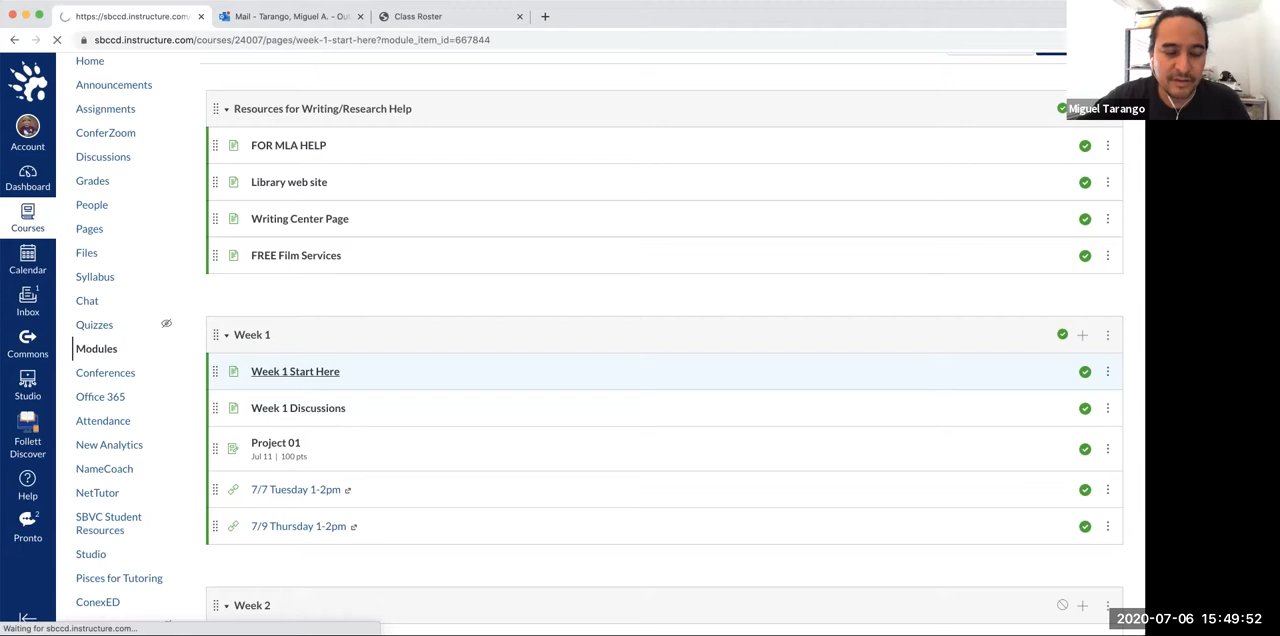 https://sbccd.instructure.com/
Mail - Tarango, Miguel A. - Out
Class Roster
sbccd.instructure.com/courses/24007/pages/week-1-start-here?module_item_id=667844
Miguel Tarango
Account
Dashboard
Courses
Calendar
1
Inbox
Commons
Studio
Follett
Discover
Help
2
Pronto
Home
Announcements
Assignments
ConferZoom
Discussions
Grades
People
Pages
Files
Syllabus
Chat
Quizzes
Modules
Conferences
Office 365
Attendance
New Analytics
NameCoach
NetTutor
SBVC Student
Resources
Studio
Pisces for Tutoring
ConexED
Resources for Writing/Research Help
FOR MLA HELP
Library web site
Writing Center Page
FREE Film Services
Week 1
Week 1 Start Here
Week 1 Discussions
Project 01
Jul 11 | 100 pts
7/7 Tuesday 1-2pm
7/9 Thursday 1-2pm
Week 2
Waiting for sbccd.instructure.com...
2020-07-06 15:49:52